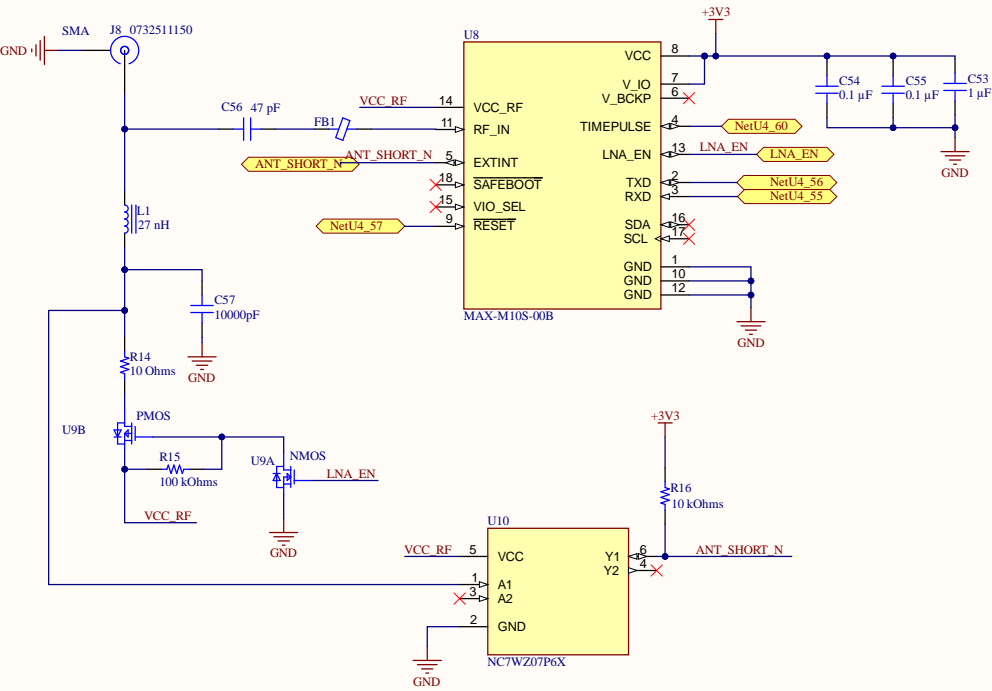 +3V3
SMA
J8 0732511150
GND
U8
VCC 8
V_IO 7
V_BCKP 6
C54
0.1 µF
C55
0.1 µF
C53
1 µF
GND
C56 47 pF
FB1
VCC_RF
14 VCC_RF
11 RF_IN
TIMEPULSE 4
NetU4_60
ANT_SHORT_N
ANT_SHORT_N
5 EXTINT
LNA_EN 13
LNA_EN
LNA_EN
18 SAFEBOOT
TXD 2
NetU4_56
RXD 3
NetU4_55
15 VIO_SEL
NetU4_57
9 RESET
SDA 16
SCL 17
L1
27 nH
GND 1
GND 10
GND 12
GND
MAX-M10S-00B
C57
10000pF
GND
R14
10 Ohms
PMOS
U9B
R15
100 kOhms
VCC_RF
U9A
NMOS
LNA_EN
GND
+3V3
R16
10 kOhms
U10
VCC_RF
5 VCC
Y1 6
ANT_SHORT_N
Y2 4
1 A1
3 A2
2 GND
NC7WZ07P6X
GND